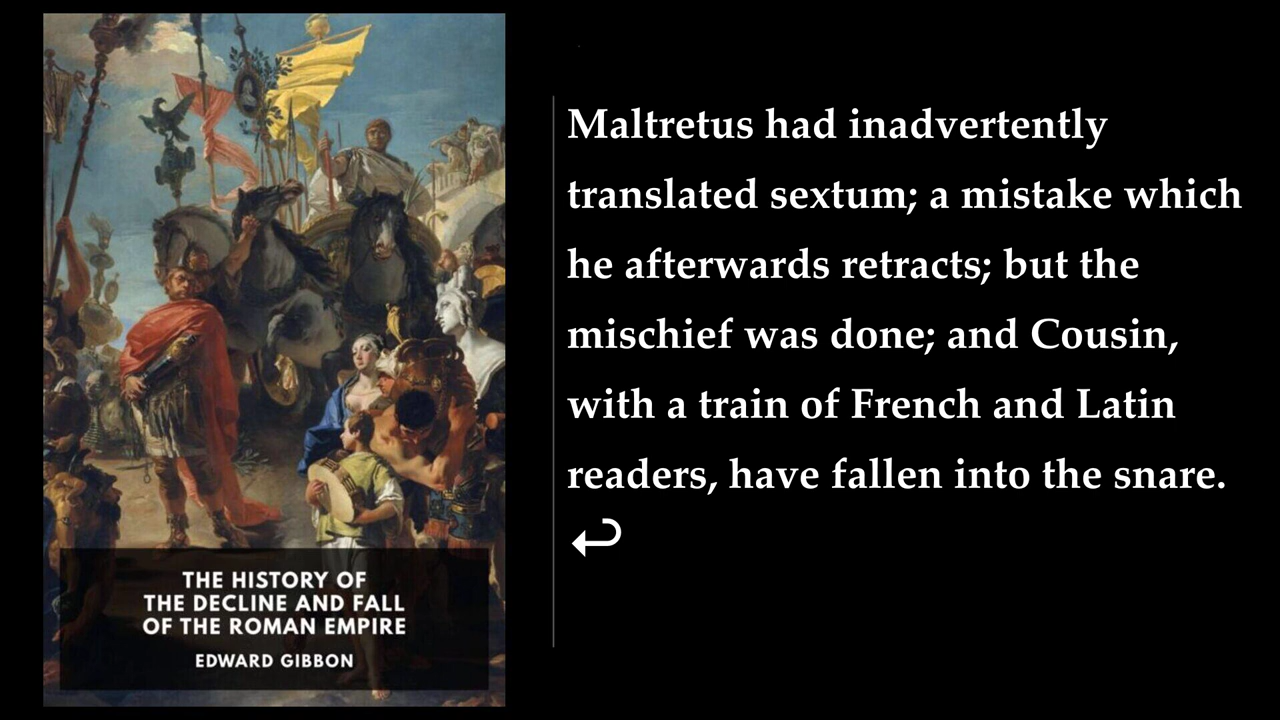 Maltretus had inadvertently
translated sextum; a mistake which
he afterwards retracts; but the
mischief was done; and Cousin,
with a train of French and Latin
readers, have fallen into the snare.
↩
THE HISTORY OF
THE DECLINE AND FALL
OF THE ROMAN EMPIRE
EDWARD GIBBON